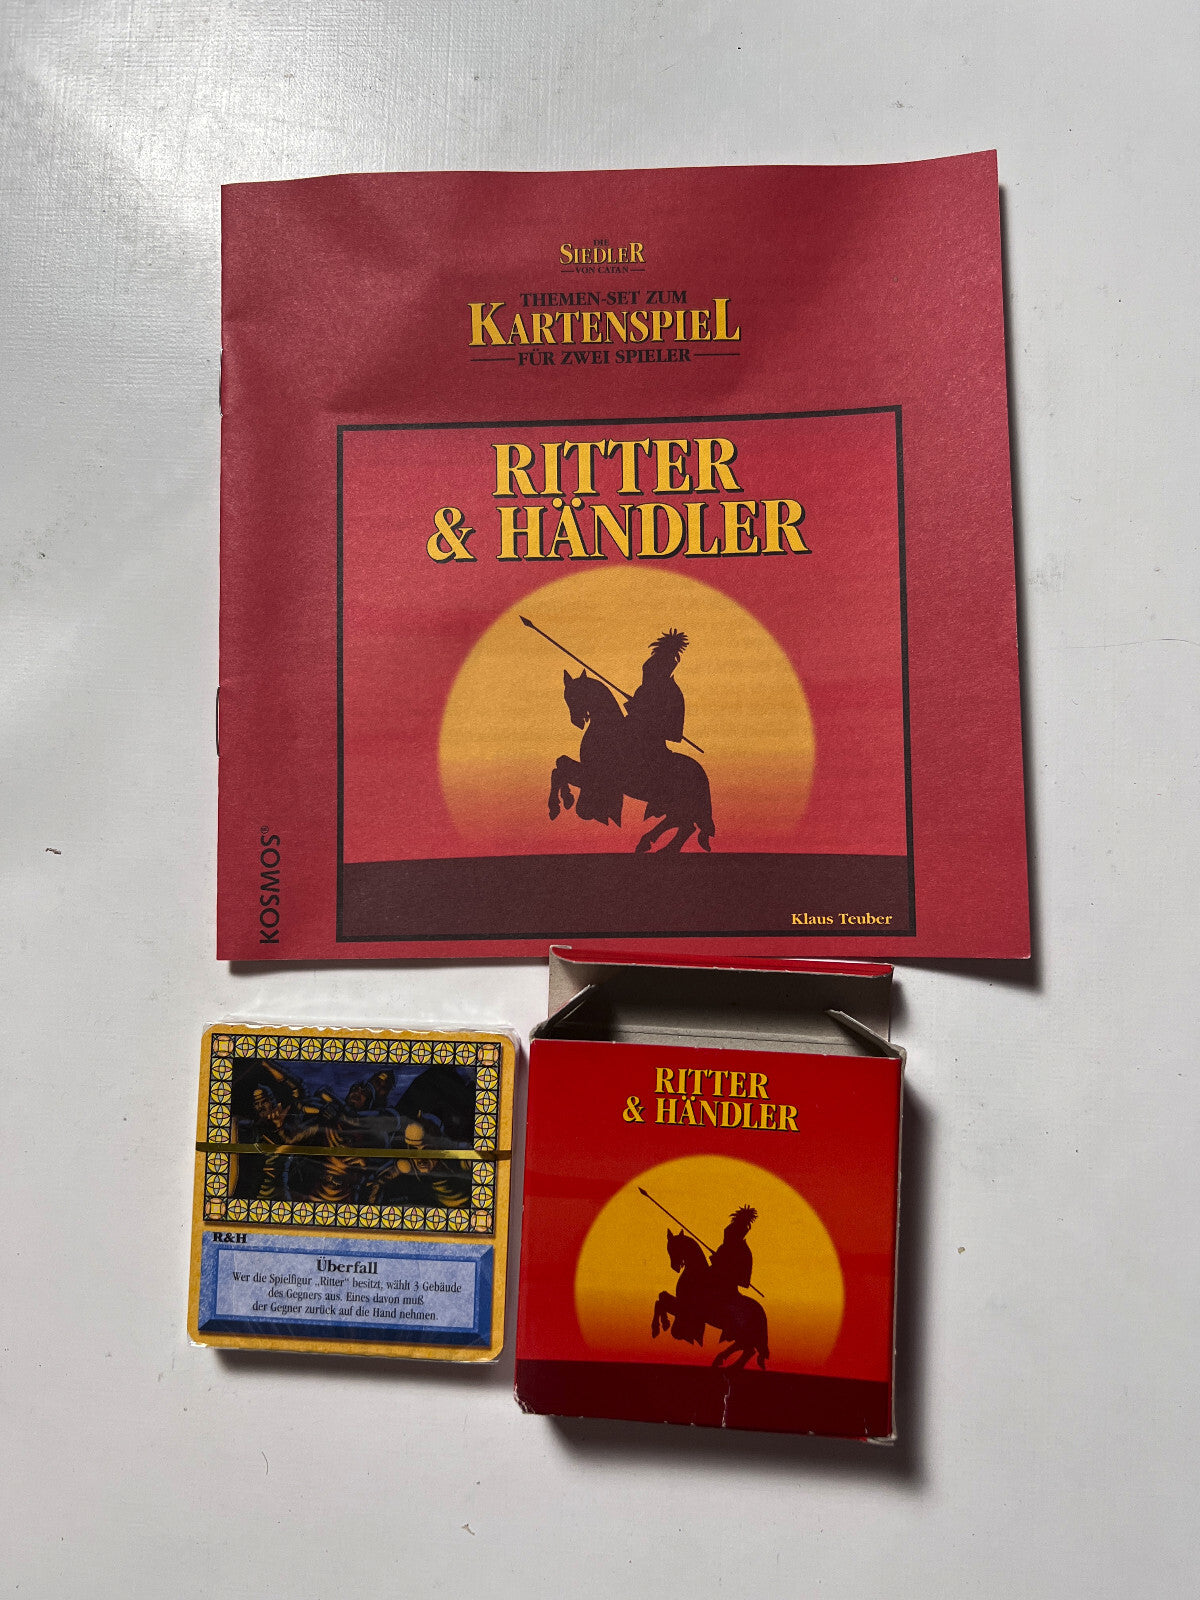 DIE
SIEDLER
VON CATAN
THEMEN-SET ZUM
KARTENSPIEL
FÜR ZWEI SPIELER
RITTER
& HÄNDLER
Klaus Teuber
KOSMOS®
R&H
Überfall
Wer die Spielfigur „Ritter" besitzt, wählt 3 Gebäude
des Gegners aus. Eines davon muß
der Gegner zurück auf die Hand nehmen.
RITTER
& HÄNDLER